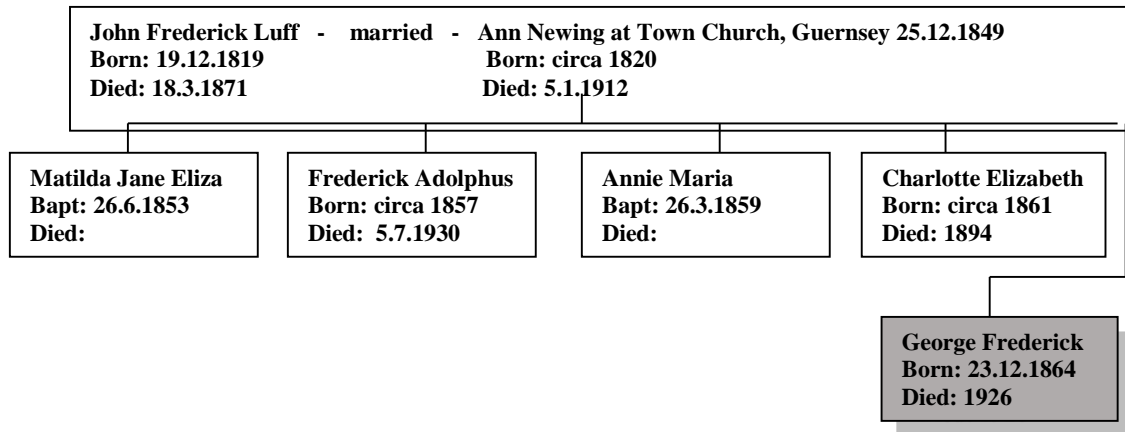 John Frederick Luff - married - Ann Newing at Town Church, Guernsey 25.12.1849
Born: 19.12.1819 Born: circa 1820
Died: 18.3.1871 Died: 5.1.1912
Matilda Jane Eliza
Bapt: 26.6.1853
Died:
Frederick Adolphus
Born: circa 1857
Died: 5.7.1930
Annie Maria
Bapt: 26.3.1859
Died:
Charlotte Elizabeth
Born: circa 1861
Died: 1894
George Frederick
Born: 23.12.1864
Died: 1926